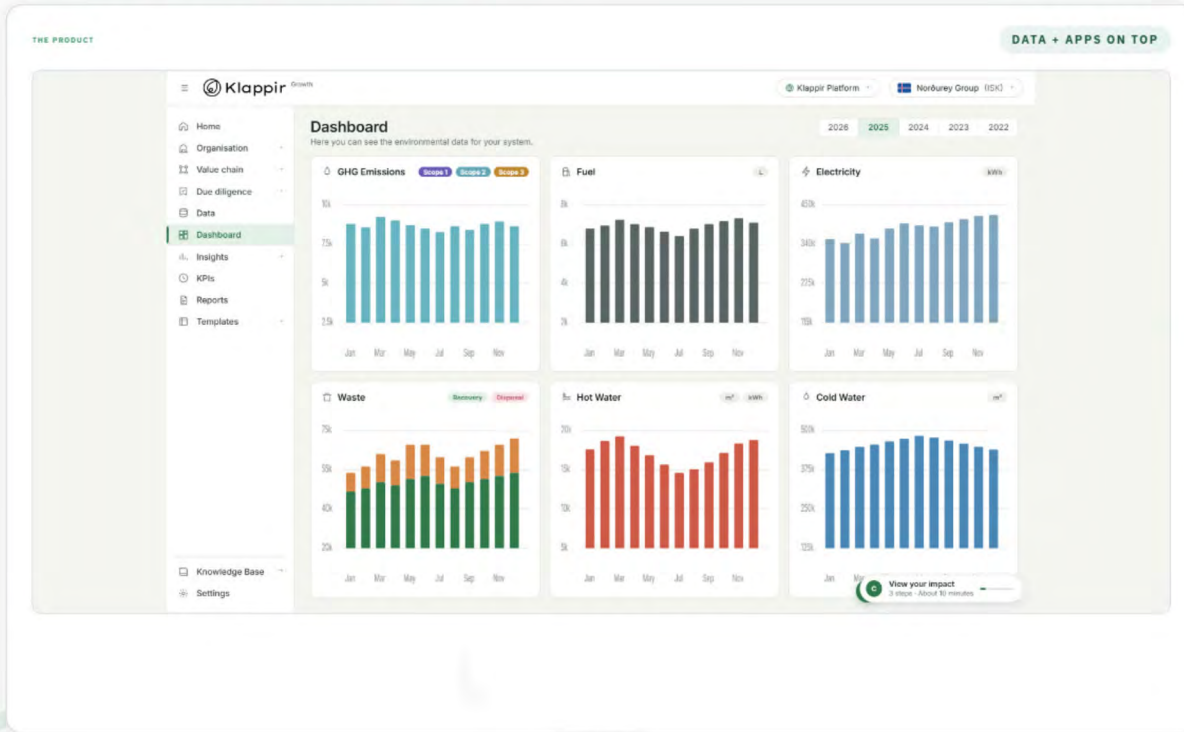 THE PRODUCT
DATA + APPS ON TOP
Klappir Growth
Klappir Platform
Norðurey Group (ISK)
Home
Organisation
Value chain
Due diligence
Data
Dashboard
Insights
KPIs
Reports
Templates
Knowledge Base
Settings
Dashboard
Here you can see the environmental data for your system.
2026 2025 2024 2023 2022
GHG Emissions Scope 1 Scope 2 Scope 3
10k
7.5k
5k
2.5k
Jan Mar May Jul Sep Nov
Fuel L
8k
6k
4k
2k
Jan Mar May Jul Sep Nov
Electricity kWh
450k
340k
225k
110k
Jan Mar May Jul Sep Nov
Waste Recovery Disposal
75k
55k
40k
20k
Jan Mar May Jul Sep Nov
Hot Water m³ kWh
20k
15k
10k
5k
Jan Mar May Jul Sep Nov
Cold Water m³
500k
375k
250k
125k
Jan
View your impact
3 steps · About 10 minutes